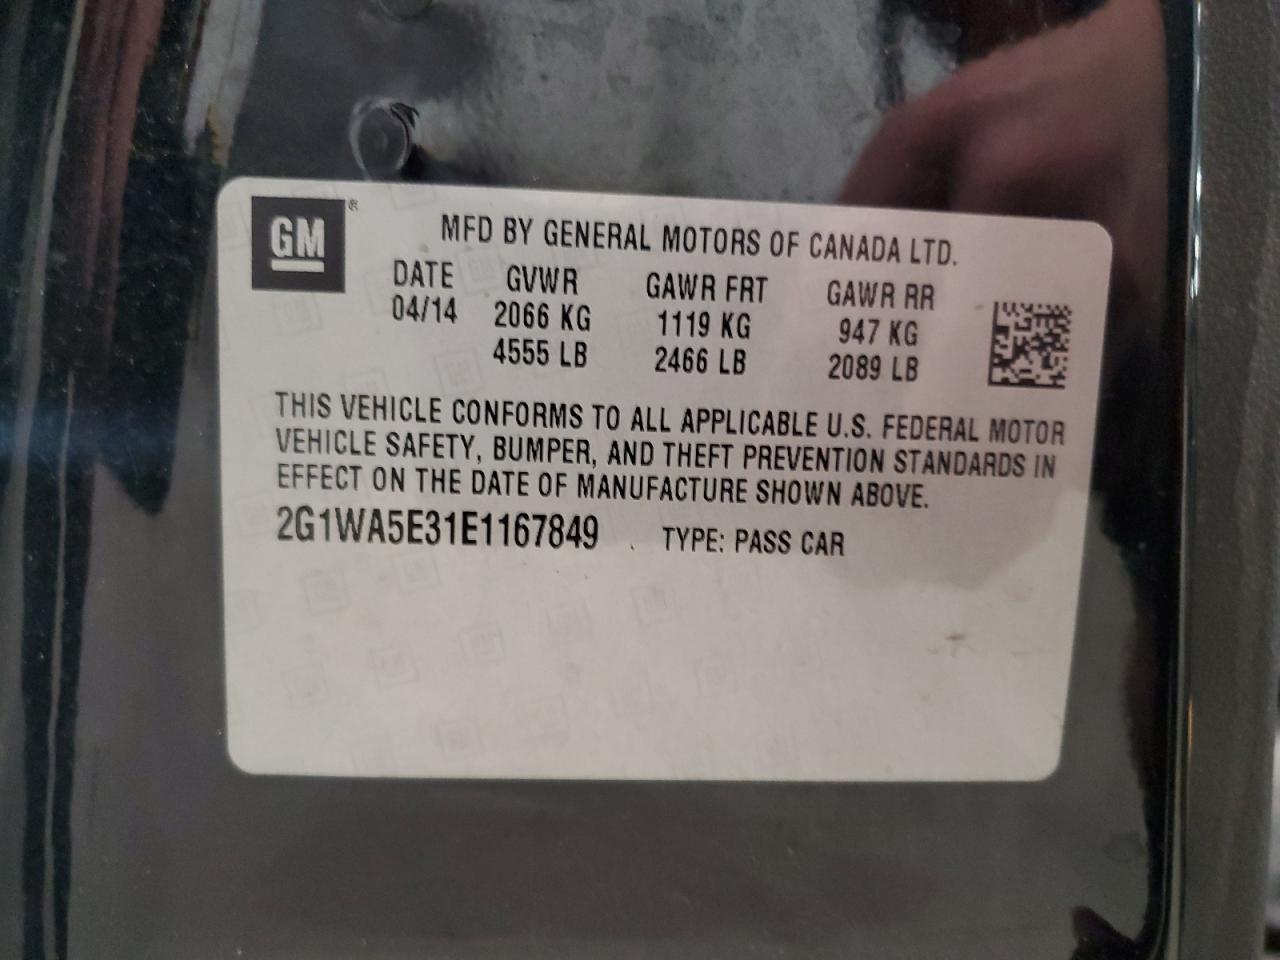 GM ®
MFD BY GENERAL MOTORS OF CANADA LTD.
DATE GVWR GAWR FRT GAWR RR
04/14 2066 KG 1119 KG 947 KG
4555 LB 2466 LB 2089 LB
THIS VEHICLE CONFORMS TO ALL APPLICABLE U.S. FEDERAL MOTOR
VEHICLE SAFETY, BUMPER, AND THEFT PREVENTION STANDARDS IN
EFFECT ON THE DATE OF MANUFACTURE SHOWN ABOVE.
2G1WA5E31E1167849 TYPE: PASS CAR